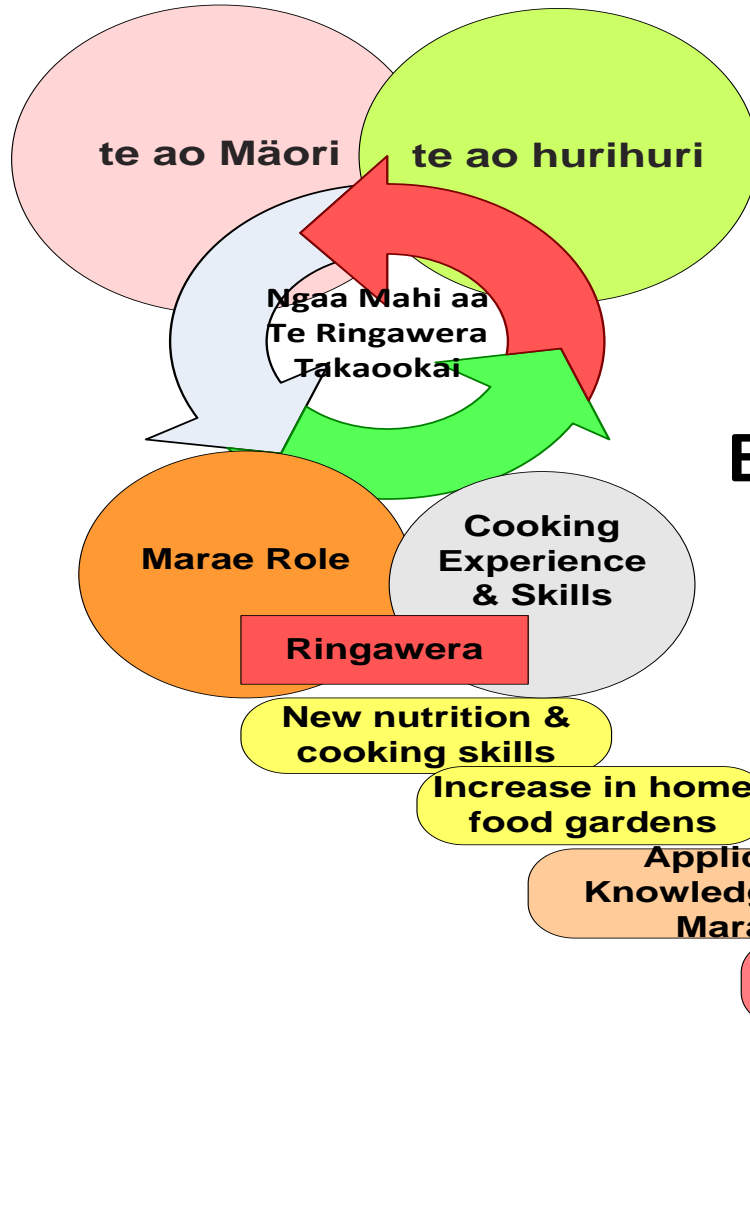 te ao Mäori
te ao hurihuri
Ngaa Mahi aa
Te Ringawera
Takaookai
Marae Role
Cooking
Experience
& Skills
Ringawera
New nutrition &
cooking skills
Increase in home
food gardens